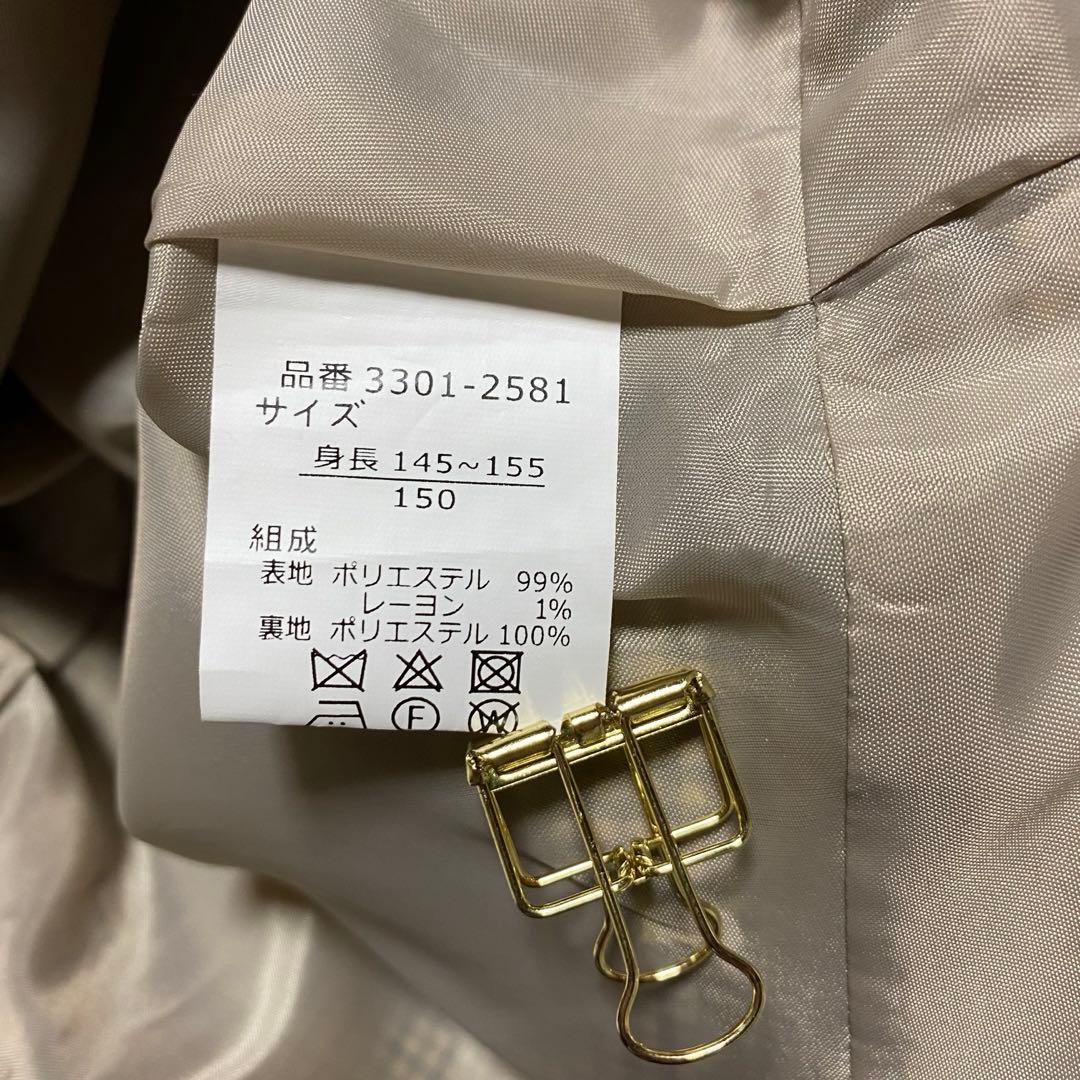 品番 3301-2581
サイズ
身長 145~155
150
組成
表地 ポリエステル 99%
レーヨン 1%
裏地 ポリエステル 100%
F W